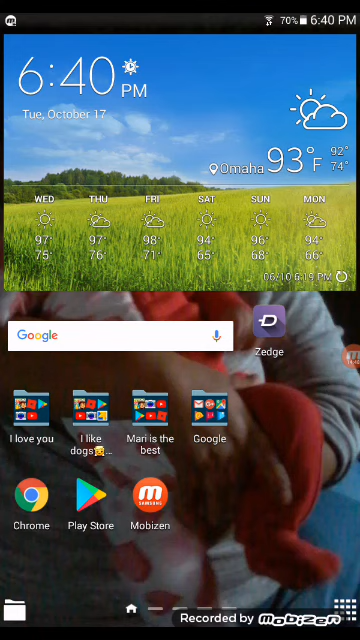 70% 6:40 PM
6:40 PM
Tue, October 17
Omaha 93°F 92° 74°
WED THU FRI SAT SUN MON
97° 97° 98° 94° 96° 94°
75° 76° 71° 65° 68° 66°
06/10 6:19 PM
Google
Zedge
I love you
I like dogs😄...
Mari is the best
Google
Chrome
Play Store
Mobizen
Recorded by mobizen